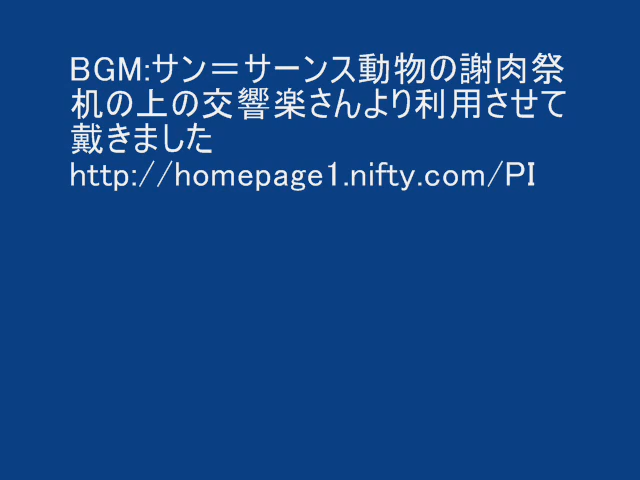 BGM:サン＝サーンス動物の謝肉祭
机の上の交響楽さんより利用させて
戴きました
http://homepage1.nifty.com/PI